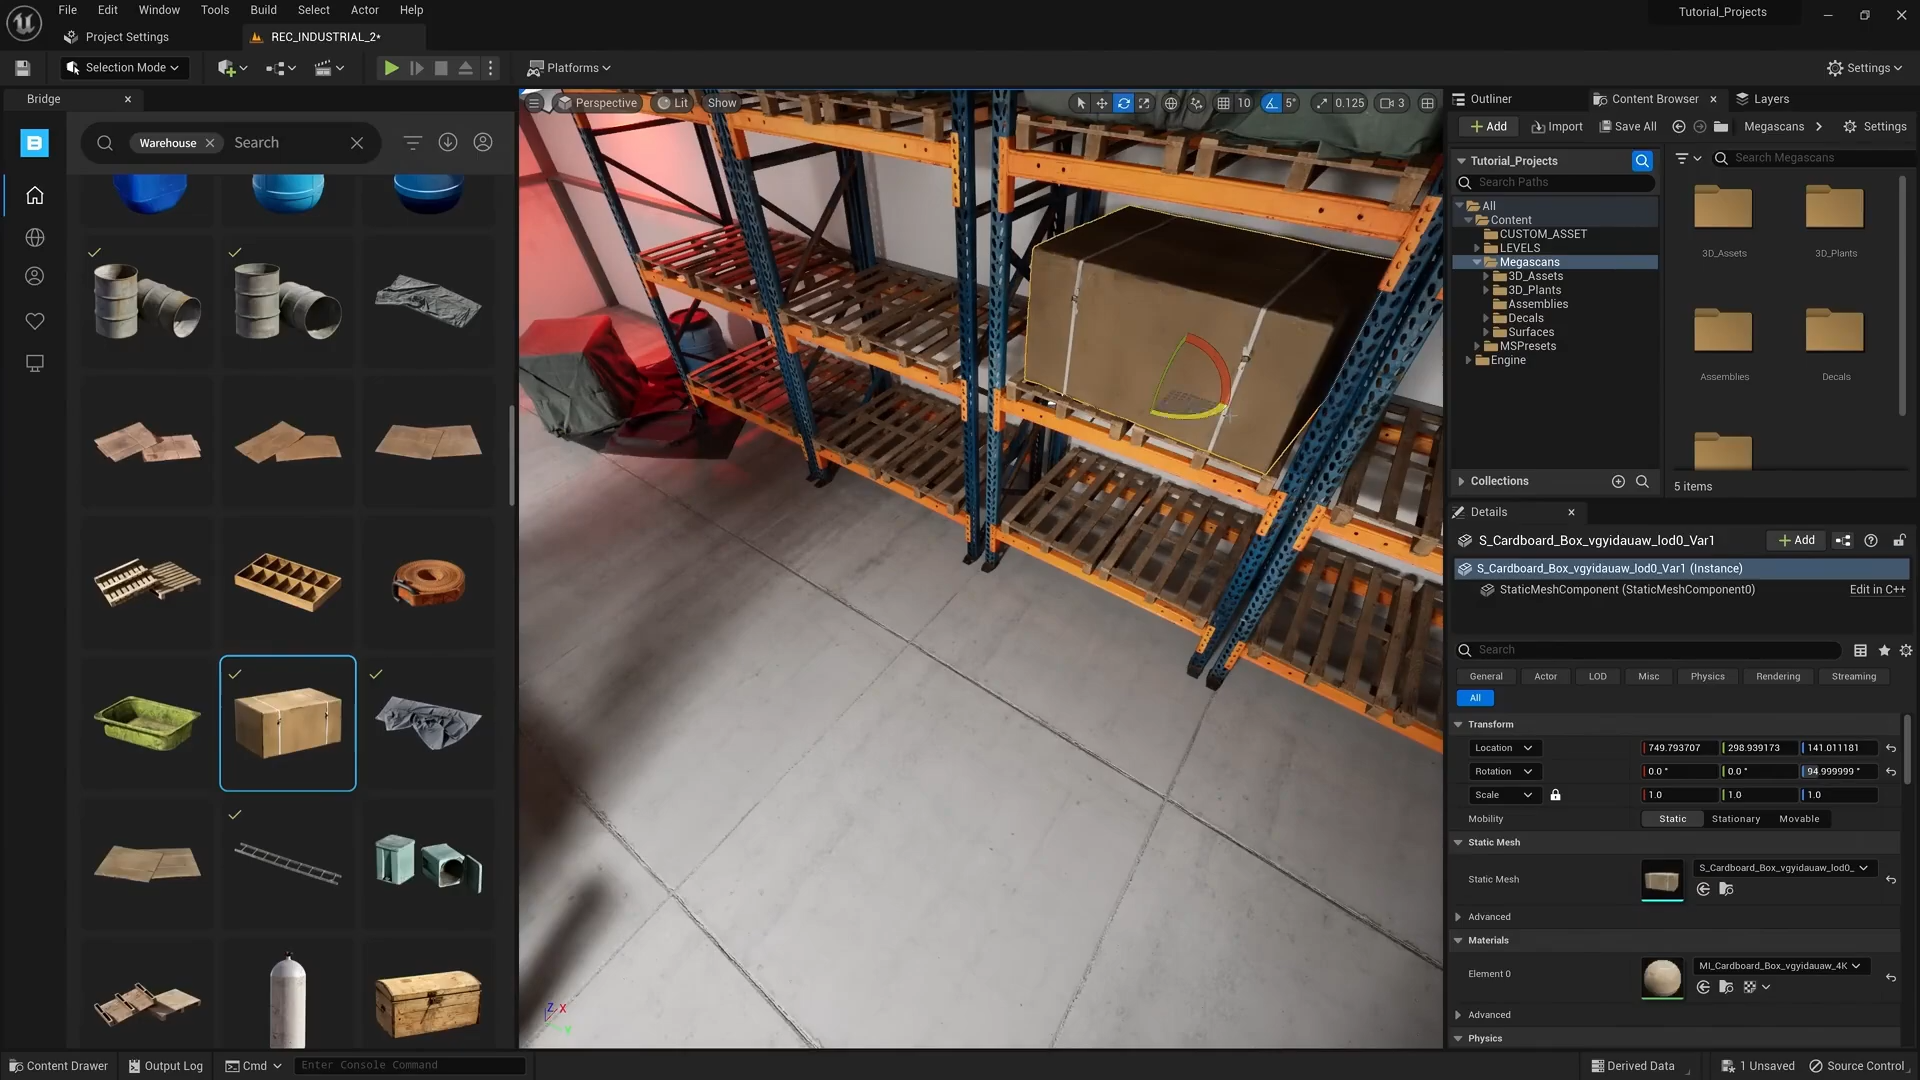 File Edit Window Tools Build Select Actor Help
Tutorial_Projects
Project Settings
REC_INDUSTRIAL_2*
Selection Mode
Platforms
Settings
Bridge
Warehouse
Search
Perspective
Lit
Show
10
5°
0.125
3
Outliner
Content Browser
Layers
Add
Import
Save All
Megascans
Settings
Tutorial_Projects
Search Paths
Search Megascans
All
Content
CUSTOM_ASSET
LEVELS
Megascans
3D_Assets
3D_Plants
Assemblies
Decals
Surfaces
MSPresets
Engine
3D_Assets
3D_Plants
Assemblies
Decals
Collections
5 items
Details
S_Cardboard_Box_vgyidauaw_lod0_Var1
Add
S_Cardboard_Box_vgyidauaw_lod0_Var1 (Instance)
StaticMeshComponent (StaticMeshComponent0)
Edit in C++
Search
General Actor LOD Misc Physics Rendering Streaming
All
Transform
Location 749.793707 298.939173 141.011181
Rotation 0.0 ° 0.0 ° 94.999999 °
Scale 1.0 1.0 1.0
Mobility Static Stationary Movable
Static Mesh
Static Mesh S_Cardboard_Box_vgyidauaw_lod0_
Advanced
Materials
Element 0 MI_Cardboard_Box_vgyidauaw_4K
Advanced
Physics
Z X
Y
Content Drawer
Output Log
Cmd
Enter Console Command
Derived Data
1 Unsaved
Source Control